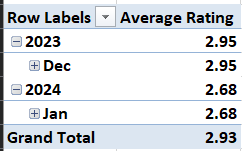 Row Labels Average Rating
2023 2.95
Dec 2.95
2024 2.68
Jan 2.68
Grand Total 2.93